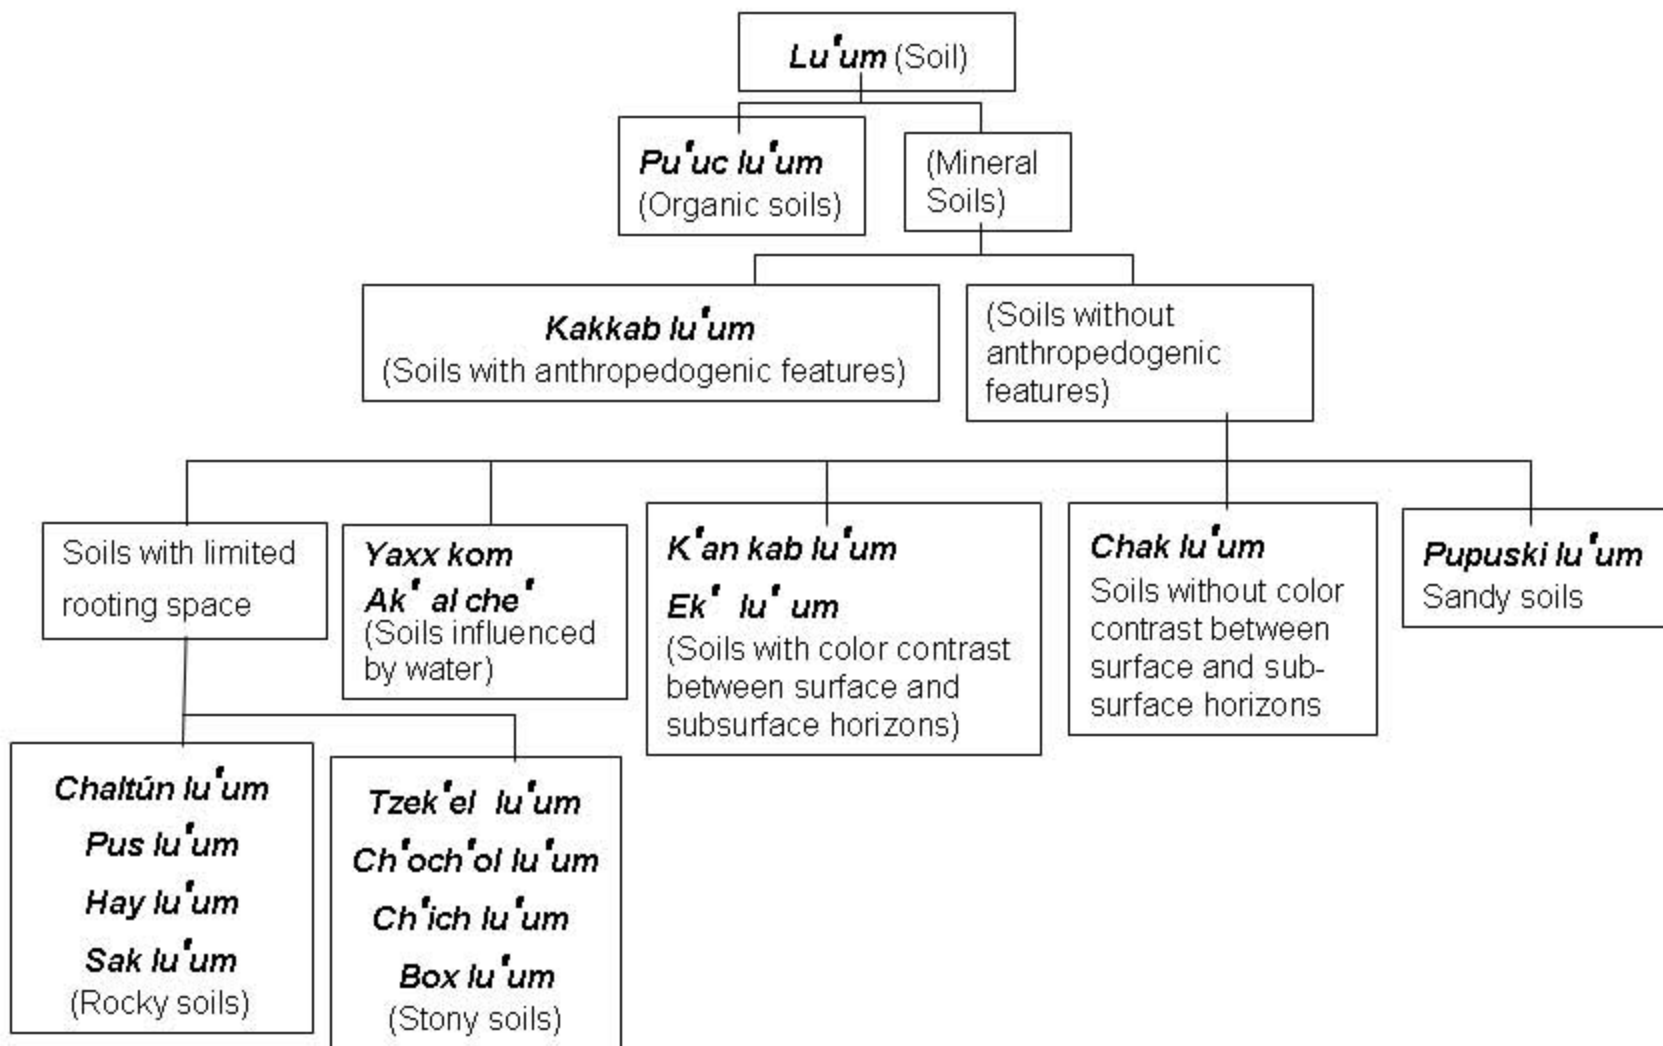 Lu'um (Soil)
Pu'uc lu'um
(Organic soils)
(Mineral
Soils)
Kakkab lu'um
(Soils with anthropedogenic features)
(Soils without
anthropedogenic
features)
Soils with limited
rooting space
Yaxx kom
Ak' al che'
(Soils influenced
by water)
K'an kab lu'um
Ek' lu' um
(Soils with color contrast
between surface and
subsurface horizons)
Chak lu'um
Soils without color
contrast between
surface and sub-
surface horizons
Pupuski lu'um
Sandy soils
Chaltún lu'um
Pus lu'um
Hay lu'um
Sak lu'um
(Rocky soils)
Tzek'el lu'um
Ch'och'ol lu'um
Ch'ich lu'um
Box lu'um
(Stony soils)